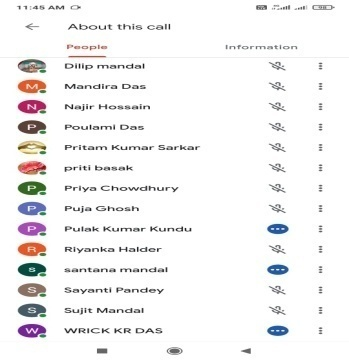 11:45 AM
About this call
People Information
Dilip mandal
M Mandira Das
N Najir Hossain
P Poulami Das
Pritam Kumar Sarkar
priti basak
P Priya Chowdhury
P Puja Ghosh
P Pulak Kumar Kundu
R Riyanka Halder
s santana mandal
S Sayanti Pandey
S Sujit Mandal
W WRICK KR DAS